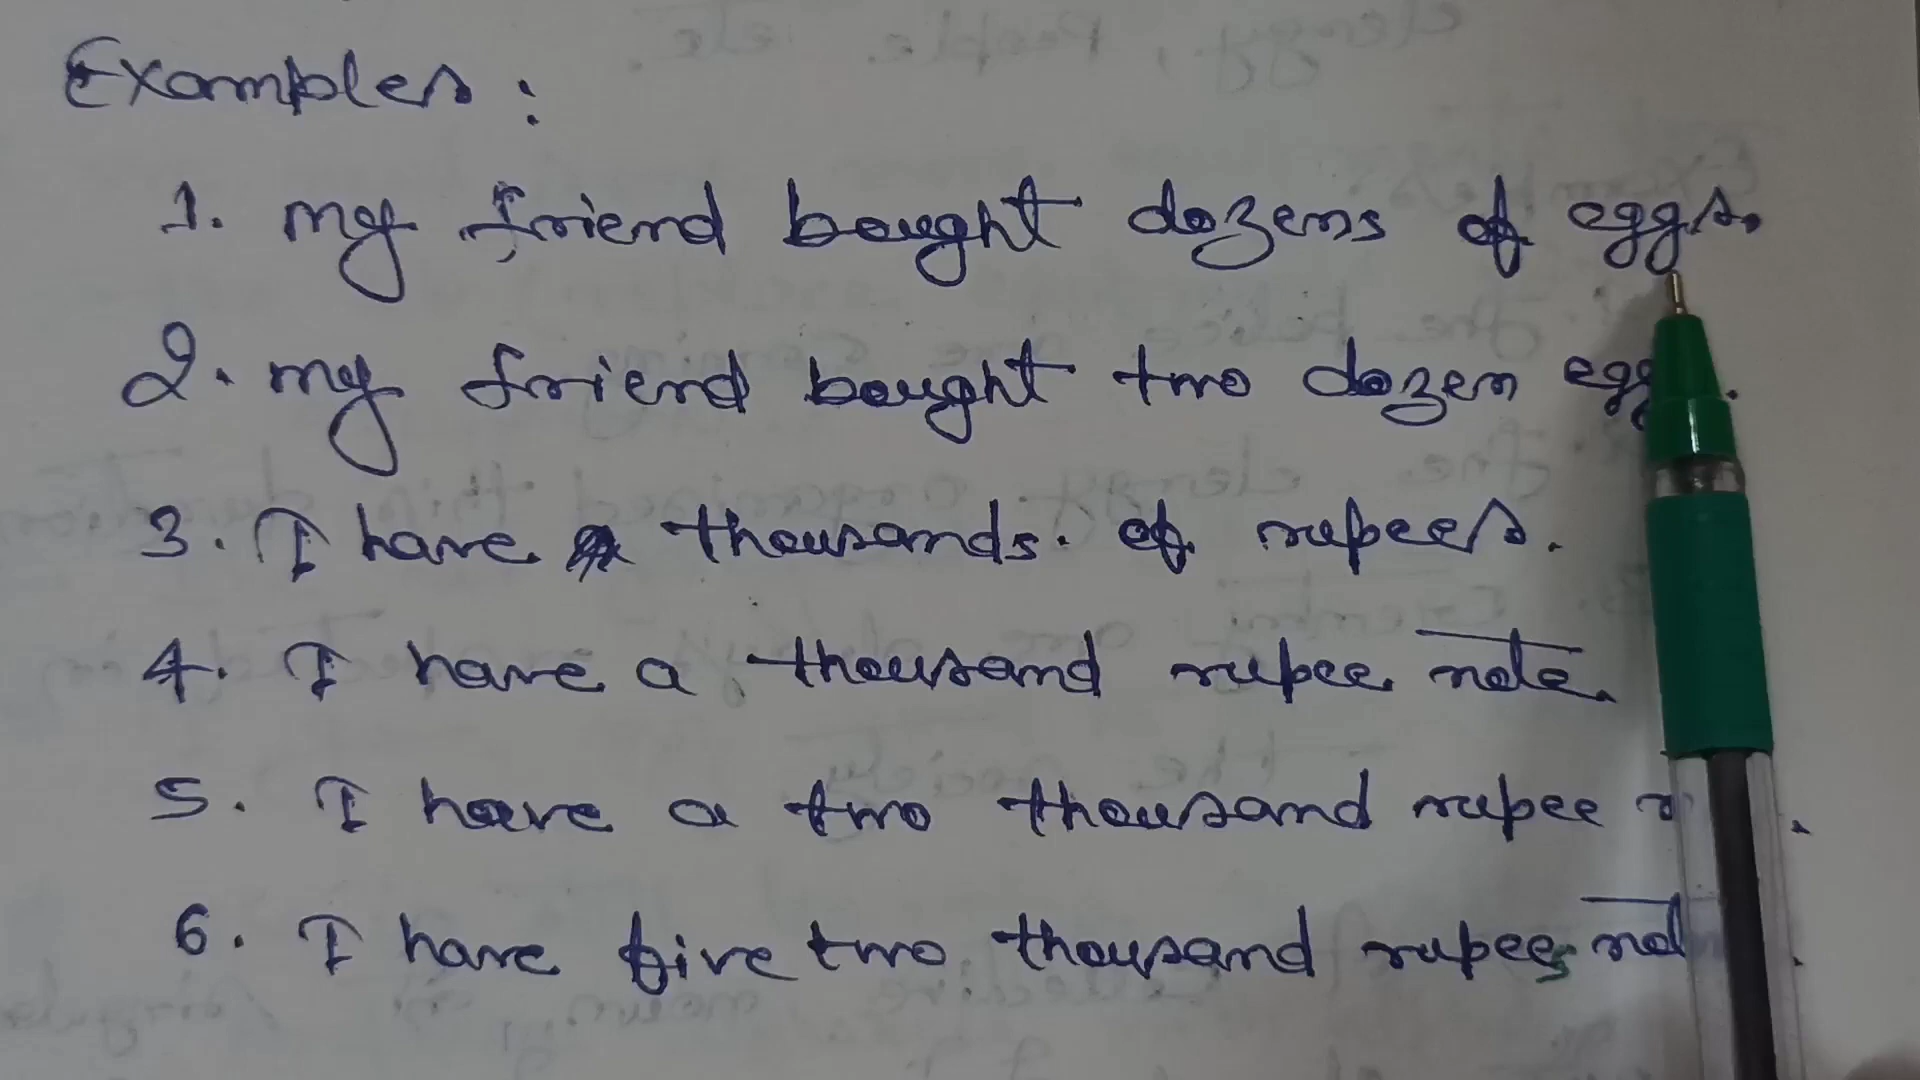 Examples:
1. my friend bought dozens of eggs.
2. my friend bought two dozen
3. I have thousands. of rupees.
4. I have a thousand rupee note.
5. I have a two thousand rupee
6. I have five two thousand rupees